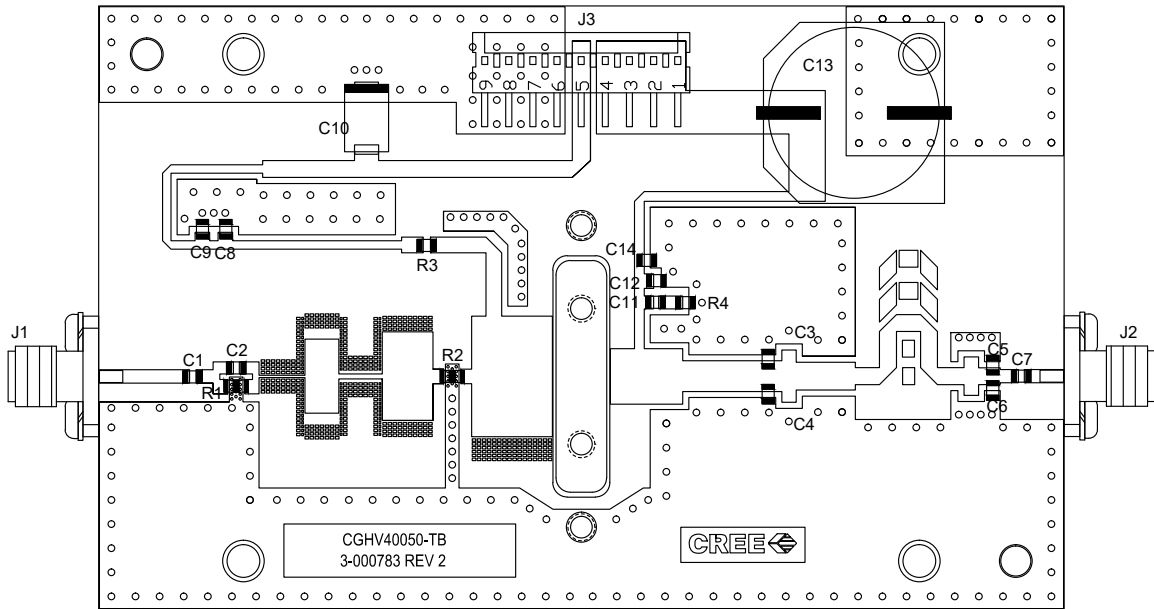 J3
C13
9 8 7 6 5 4 3 2 1
C10
C9 C8
R3
C14
C12
C11 R4
J1
J2
C1 C2
R1
R2
C3
C4
C5
C7
C6
CGHV40050-TB
3-000783 REV 2
CREE